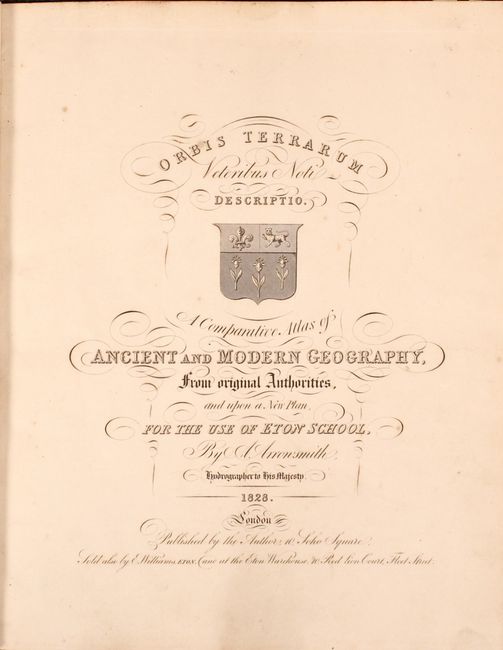 ORBIS TERRARUM
Veteribus Noti
DESCRIPTIO.
A Comparative Atlas of
ANCIENT AND MODERN GEOGRAPHY,
From original Authorities,
and upon a New Plan,
FOR THE USE OF ETON SCHOOL.
By A. Arrowsmith.
Hydrographer to His Majesty.
1828.
London
Published by the Author, 10 Soho Square.
Sold also by E. Williams, ETON, (and at the Eton Warehouse, 10 Red Lion Court, Fleet Street.